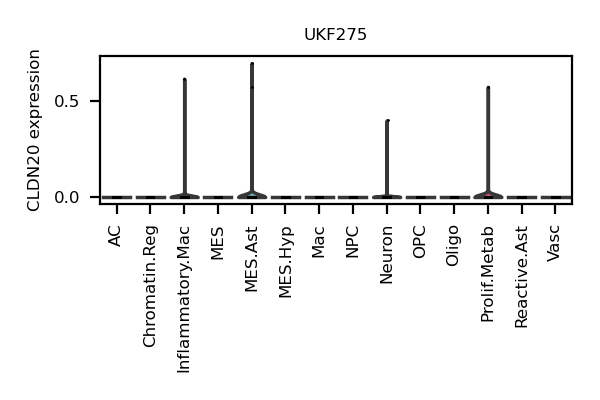 UKF275
CLDN20 expression
0.5
0.0
AC
Chromatin.Reg
Inflammatory.Mac
MES
MES.Ast
MES.Hyp
Mac
NPC
Neuron
OPC
Oligo
Prolif.Metab
Reactive.Ast
Vasc